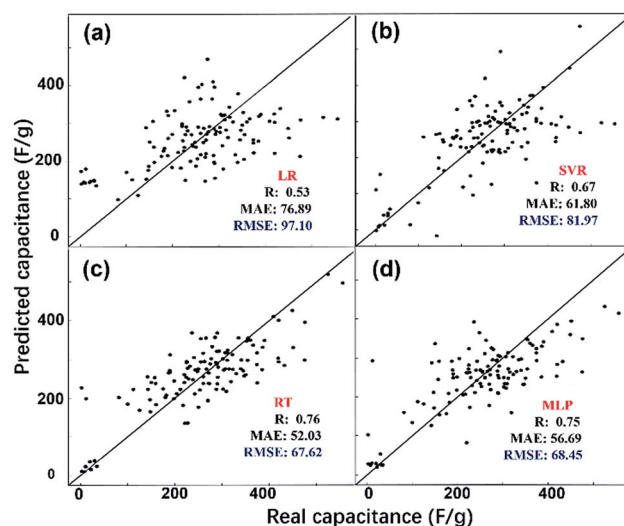 (a)
400
200
0
LR
R: 0.53
MAE: 76.89
RMSE: 97.10
(b)
SVR
R: 0.67
MAE: 61.80
RMSE: 81.97
Predicted capacitance (F/g)
(c)
400
200
0
RT
R: 0.76
MAE: 52.03
RMSE: 67.62
(d)
MLP
R: 0.75
MAE: 56.69
RMSE: 68.45
0 200 400 0 200 400
Real capacitance (F/g)